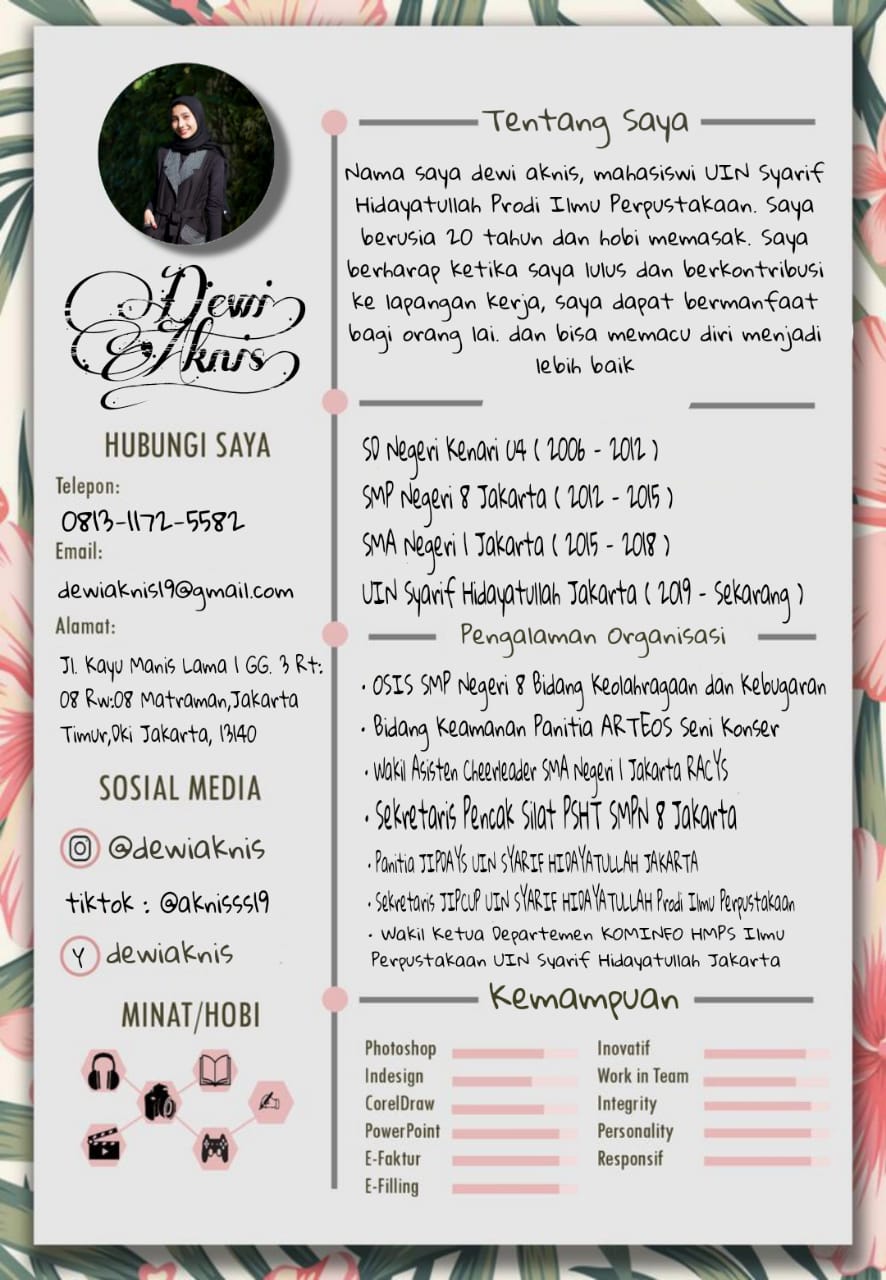 Dewi
Aknis
HUBUNGI SAYA
Telepon:
0813-1172-5582
Email:
dewiaknis19@gmail.com
Alamat:
Jl. Kayu Manis Lama 1 GG. 3 Rt:
08 Rw:08 Matraman,Jakarta
Timur,Dki Jakarta, 13140
SOSIAL MEDIA
@dewiaknis
tiktok : @aknisss19
Y dewiaknis
MINAT/HOBI
Tentang Saya
Nama saya dewi aknis, mahasiswi UIN Syarif
Hidayatullah Prodi Ilmu Perpustakaan. Saya
berusia 20 tahun dan hobi memasak. Saya
berharap ketika saya lulus dan berkontribusi
ke lapangan kerja, saya dapat bermanfaat
bagi orang lai. dan bisa memacu diri menjadi
lebih baik
SD Negeri Kenari 04 ( 2006 - 2012 )
SMP Negeri 8 Jakarta ( 2012 - 2015 )
SMA Negeri 1 Jakarta ( 2015 - 2018 )
UIN Syarif Hidayatullah Jakarta ( 2019 - Sekarang )
Pengalaman Organisasi
• OSIS SMP Negeri 8 Bidang Keolahragaan dan Kebugaran
• Bidang Keamanan Panitia ARTEOS Seni Konser
• Wakil Asisten Cheerleader SMA Negeri 1 Jakarta RACYS
• Sekretaris Pencak Silat PSHT SMPN 8 Jakarta
• Panitia JIPDAYS UIN SYARIF HIDAYATULLAH JAKARTA
• Sekretaris JIPCUP UIN SYARIF HIDAYATULLAH Prodi Ilmu Perpustakaan
• Wakil Ketua Departemen KOMINFO HMPS Ilmu
Perpustakaan UIN Syarif Hidayatullah Jakarta
Kemampuan
Photoshop
Indesign
CorelDraw
PowerPoint
E-Faktur
E-Filling
Inovatif
Work in Team
Integrity
Personality
Responsif